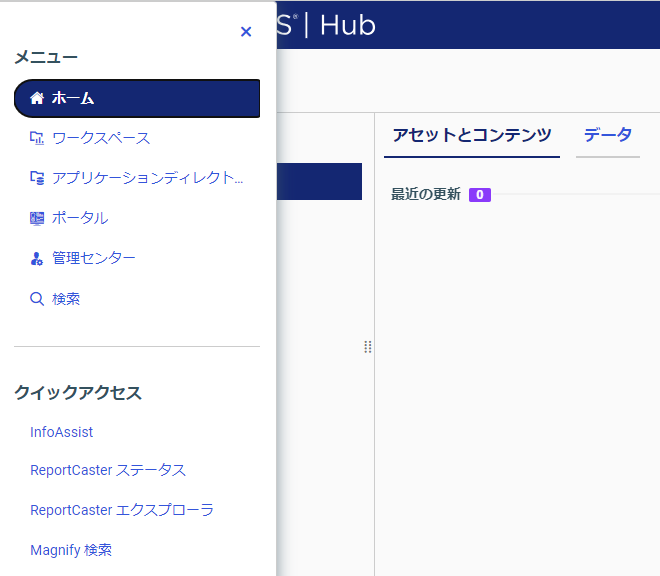 S® | Hub
メニュー
ホーム
ワークスペース
アプリケーションディレクト...
ポータル
管理センター
検索
クイックアクセス
InfoAssist
ReportCaster ステータス
ReportCaster エクスプローラ
Magnify 検索
アセットとコンテンツ
データ
最近の更新 0